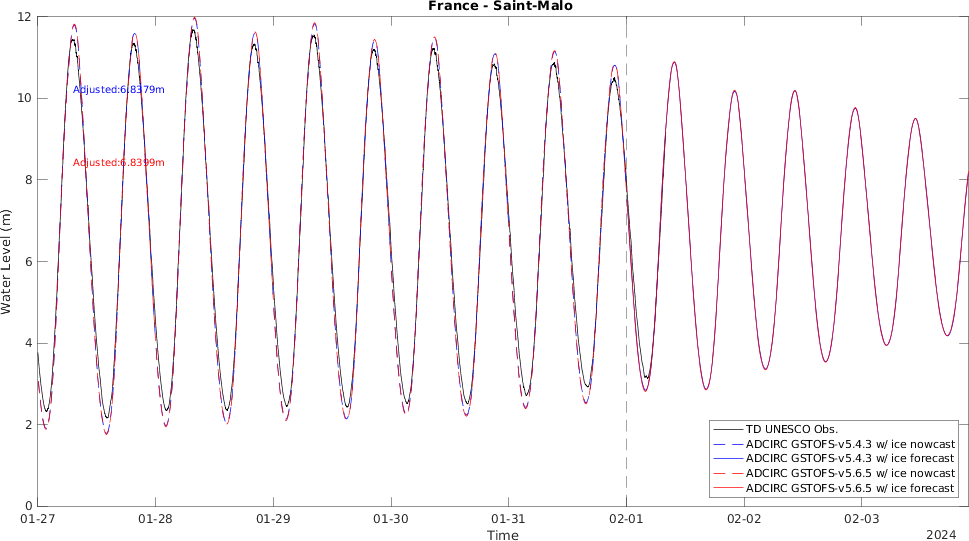 France - Saint-Malo
12
10
8
6
4
2
0
Water Level (m)
Adjusted:6.8379m
Adjusted:6.8399m
TD UNESCO Obs.
ADCIRC GSTOFS-v5.4.3 w/ ice nowcast
ADCIRC GSTOFS-v5.4.3 w/ ice forecast
ADCIRC GSTOFS-v5.6.5 w/ ice nowcast
ADCIRC GSTOFS-v5.6.5 w/ ice forecast
01-27 01-28 01-29 01-30 01-31 02-01 02-02 02-03
Time
2024